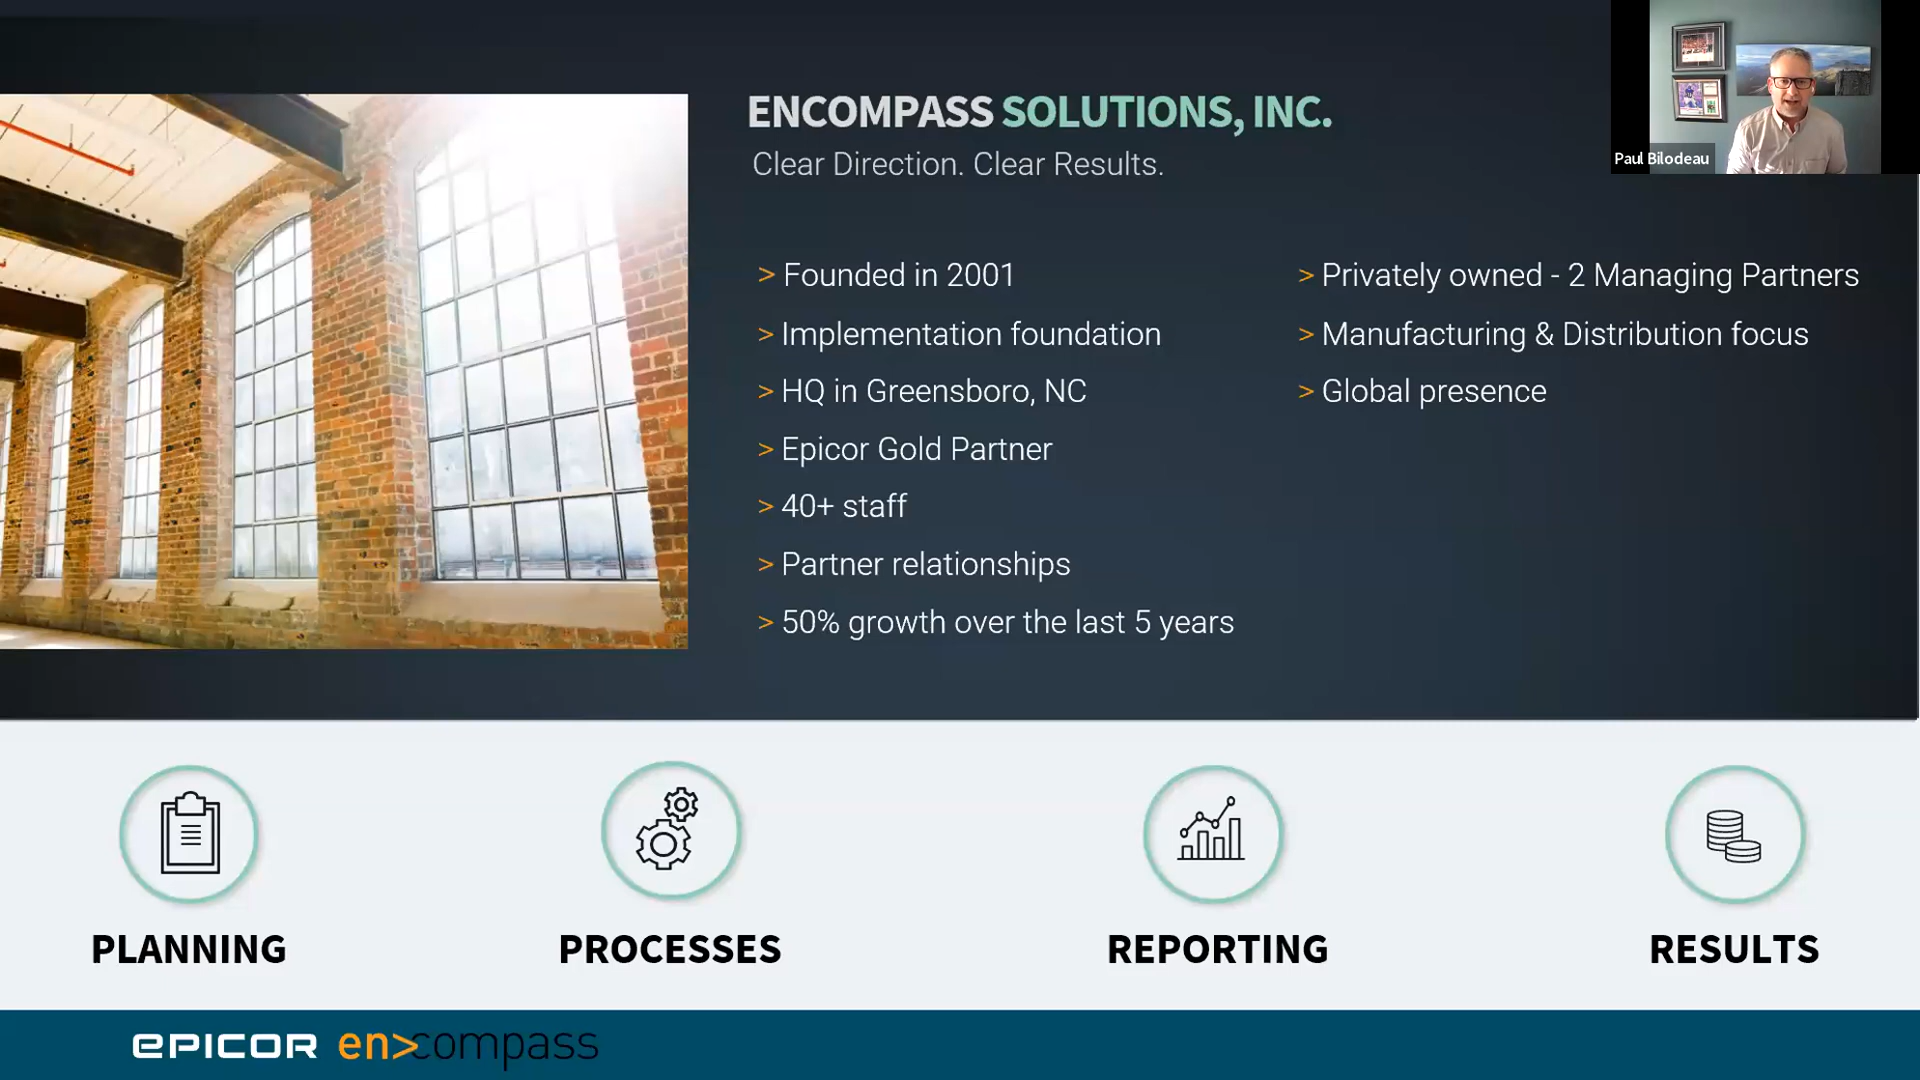 ENCOMPASS SOLUTIONS, INC.
Clear Direction. Clear Results.
Paul Bilodeau
> Founded in 2001
> Implementation foundation
> HQ in Greensboro, NC
> Epicor Gold Partner
> 40+ staff
> Partner relationships
> 50% growth over the last 5 years
> Privately owned - 2 Managing Partners
> Manufacturing & Distribution focus
> Global presence
PLANNING
PROCESSES
REPORTING
RESULTS
EPICOR en>compass